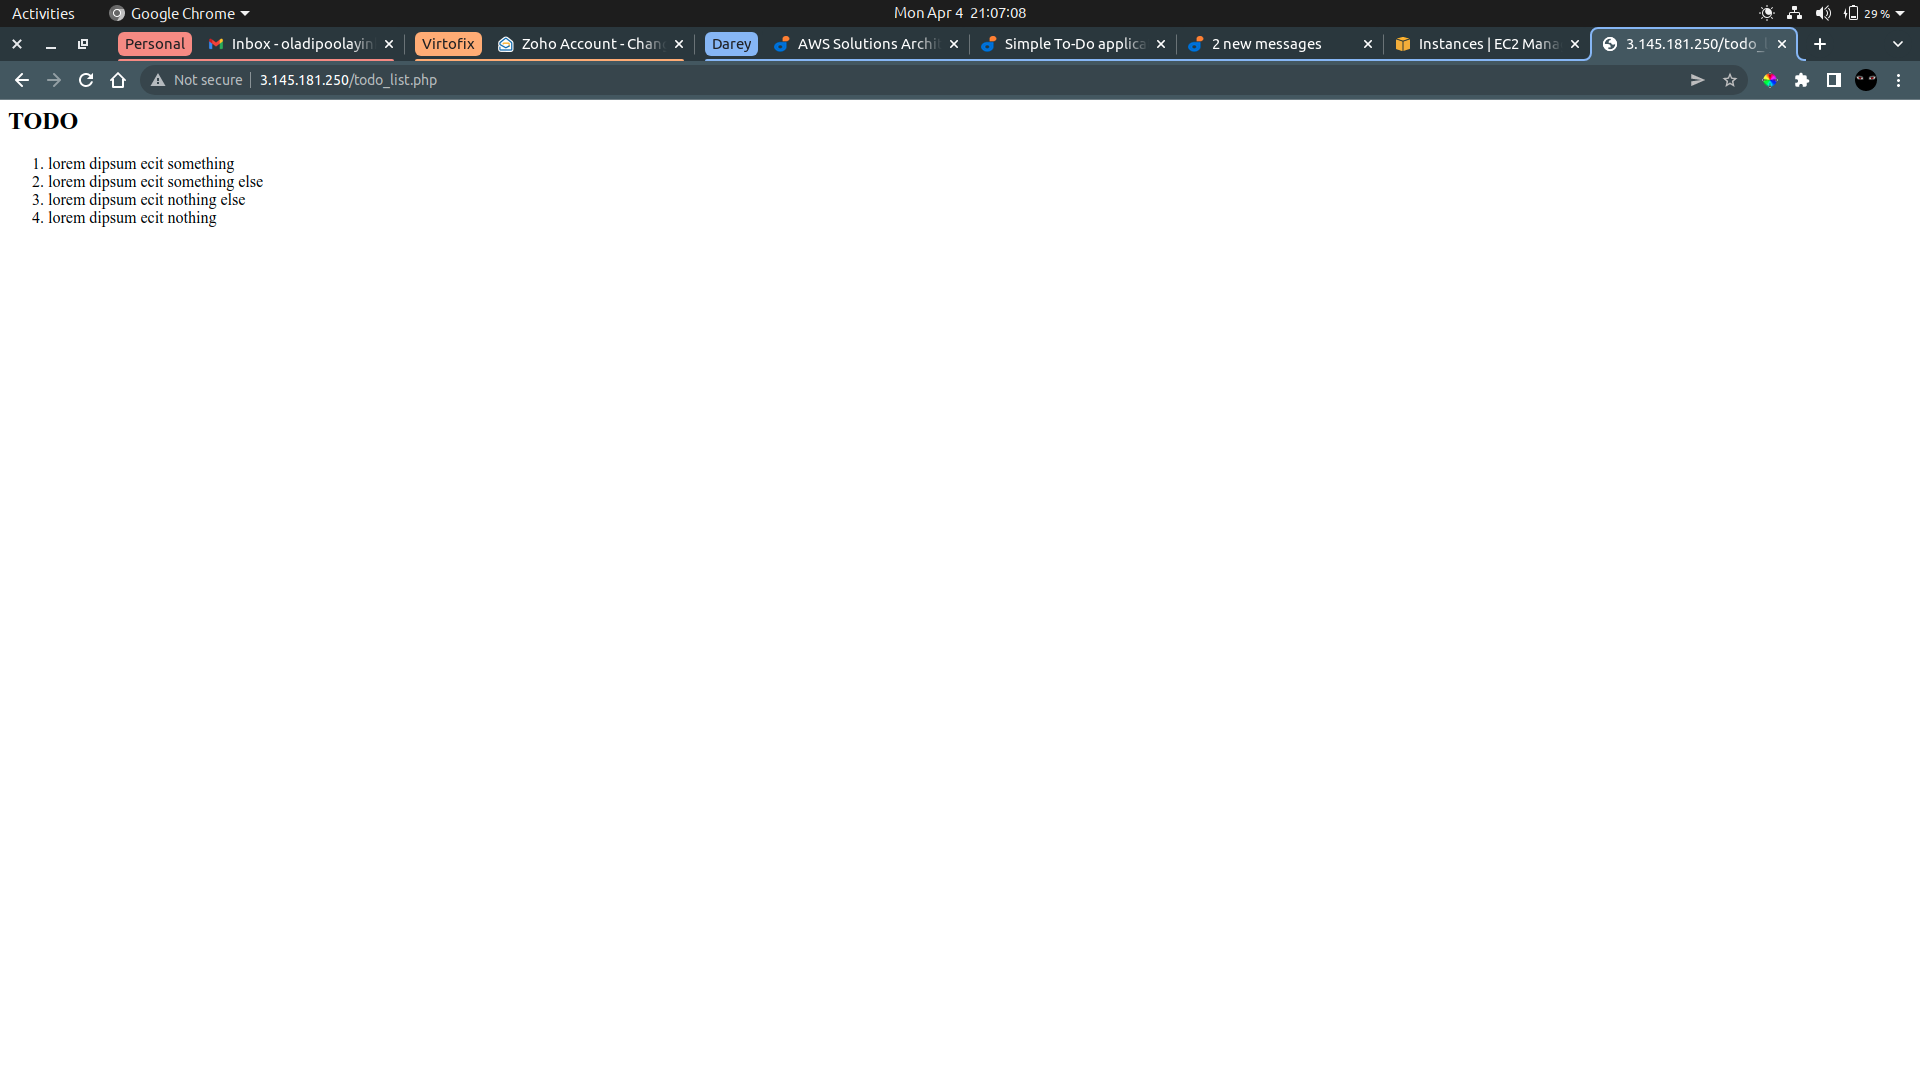 Activities Google Chrome Mon Apr 4 21:07:08 29 %
Personal Inbox - oladipoolayin Virtofix Zoho Account - Chan Darey AWS Solutions Archi Simple To-Do applica 2 new messages Instances | EC2 Mana 3.145.181.250/todo_l
Not secure 3.145.181.250/todo_list.php
TODO
1. lorem dipsum ecit something
2. lorem dipsum ecit something else
3. lorem dipsum ecit nothing else
4. lorem dipsum ecit nothing